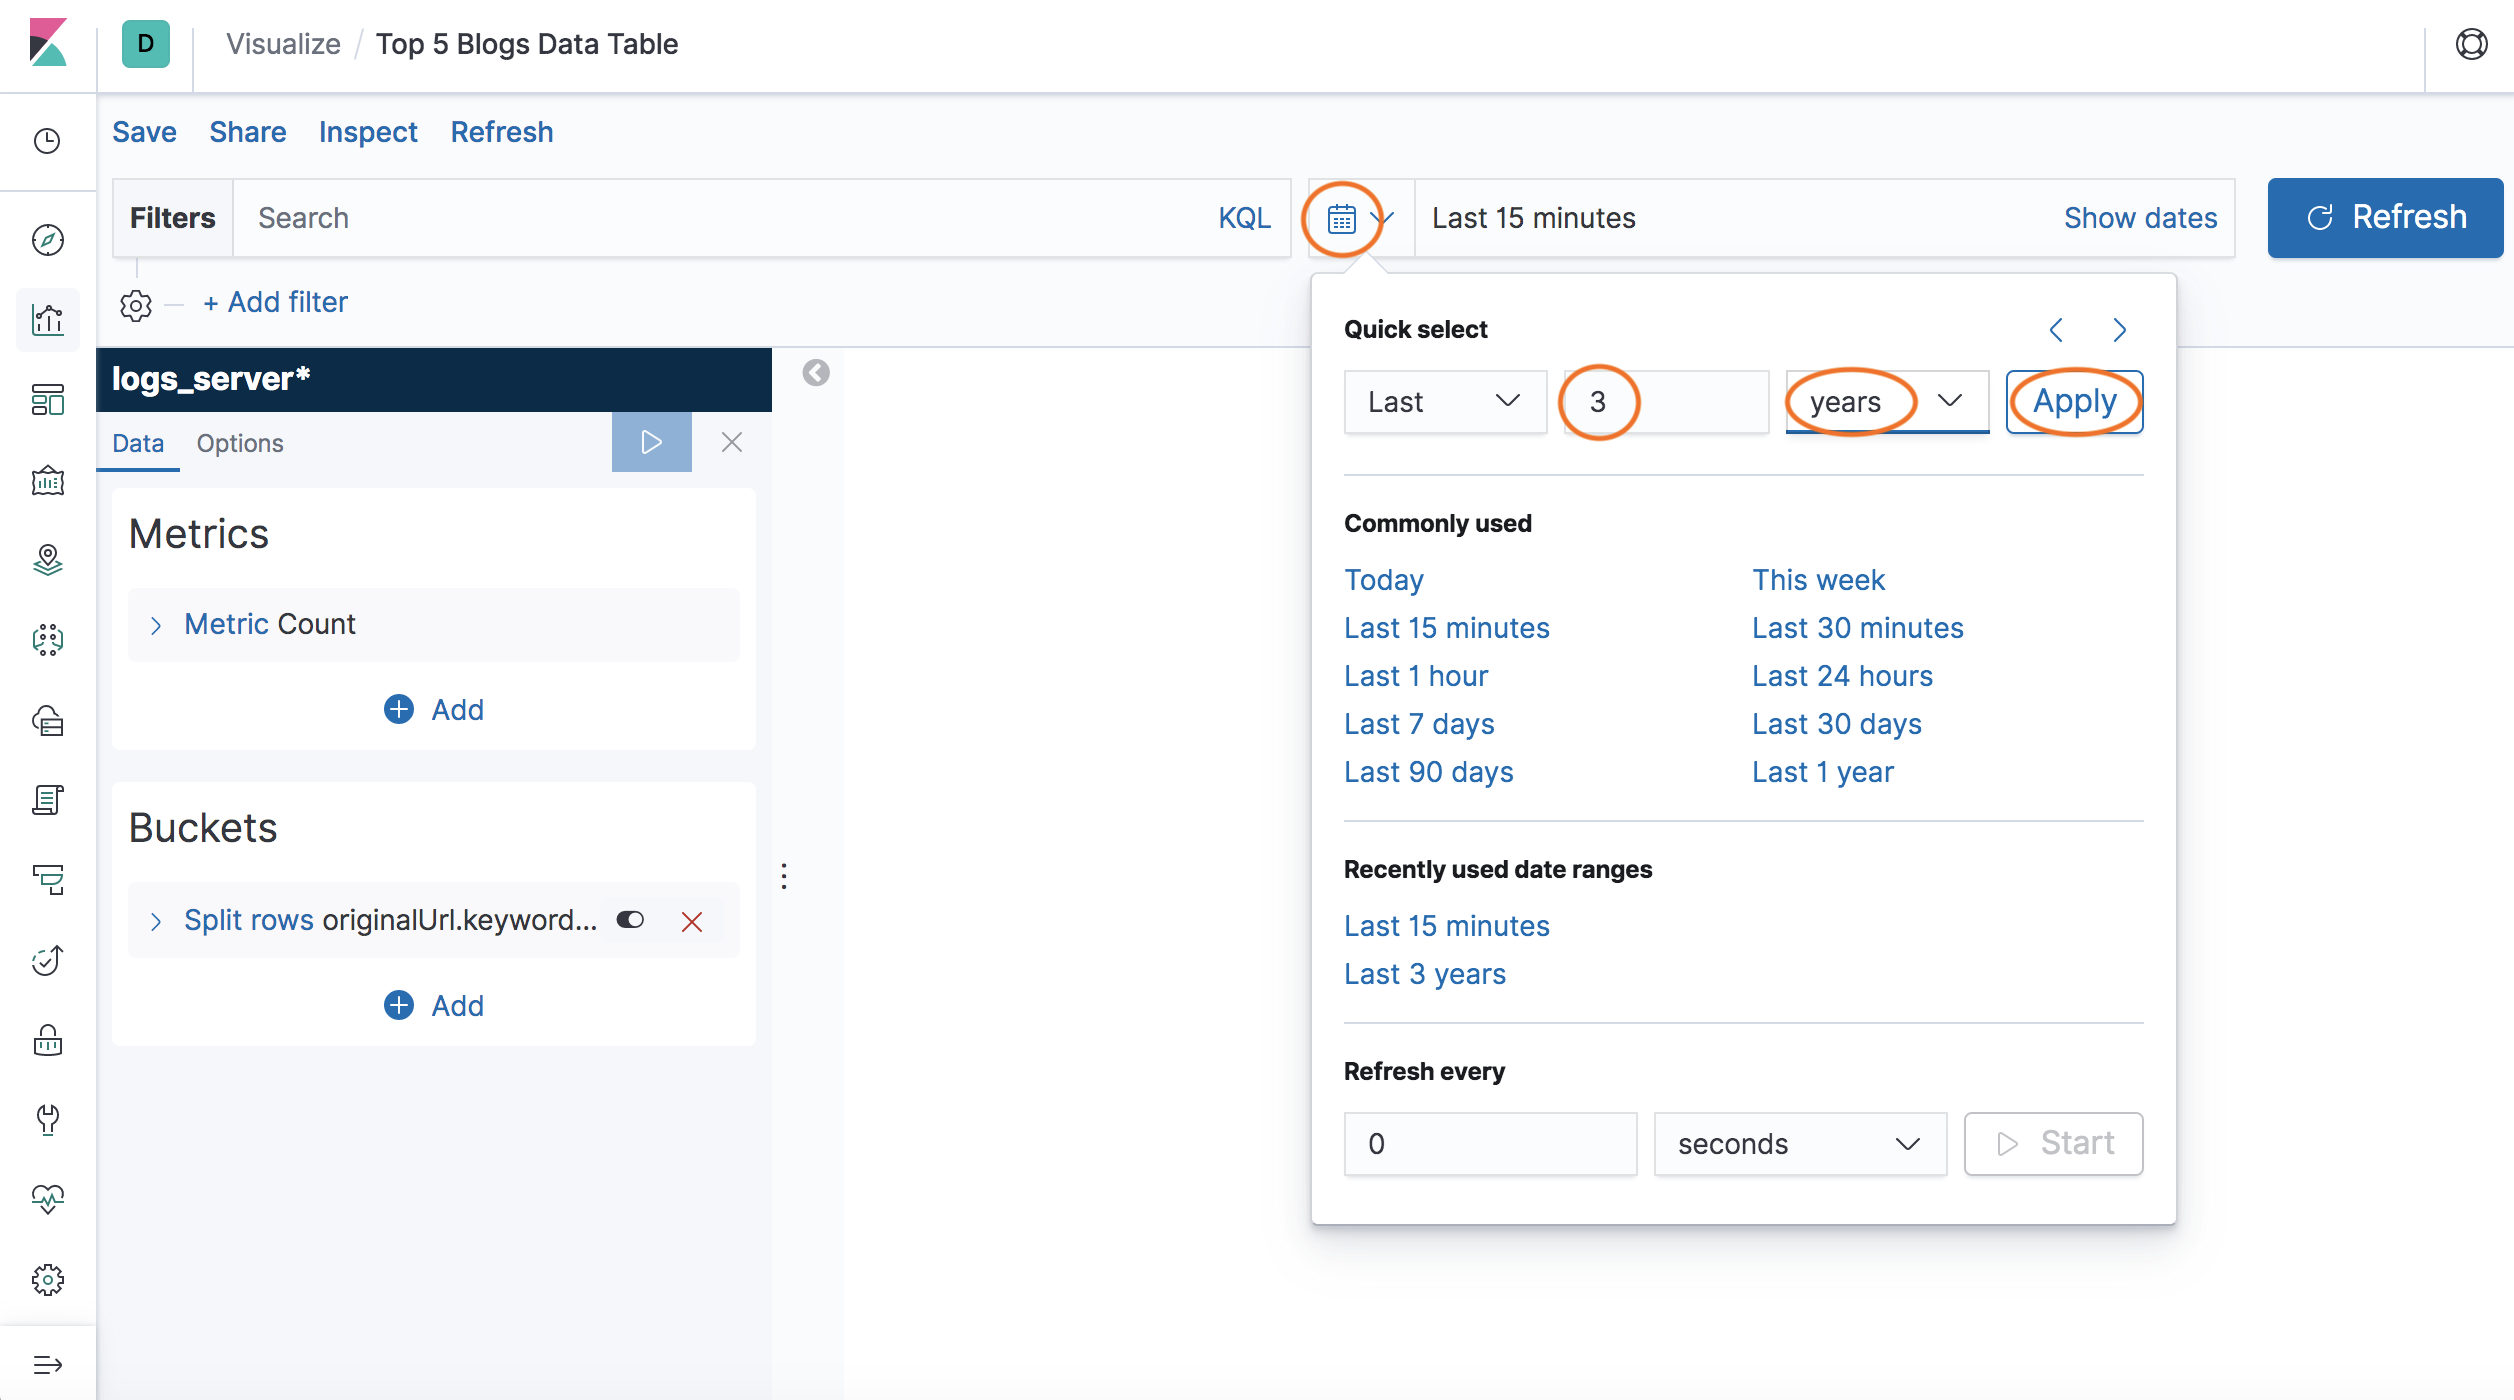 D
Visualize / Top 5 Blogs Data Table
Save Share Inspect Refresh
Filters Search KQL Last 15 minutes Show dates Refresh
+ Add filter
logs_server*
Data Options
Metrics
Metric Count
Add
Buckets
Split rows originalUrl.keyword...
Add
Quick select
Last 3 years Apply
Commonly used
Today This week
Last 15 minutes Last 30 minutes
Last 1 hour Last 24 hours
Last 7 days Last 30 days
Last 90 days Last 1 year
Recently used date ranges
Last 15 minutes
Last 3 years
Refresh every
0 seconds Start